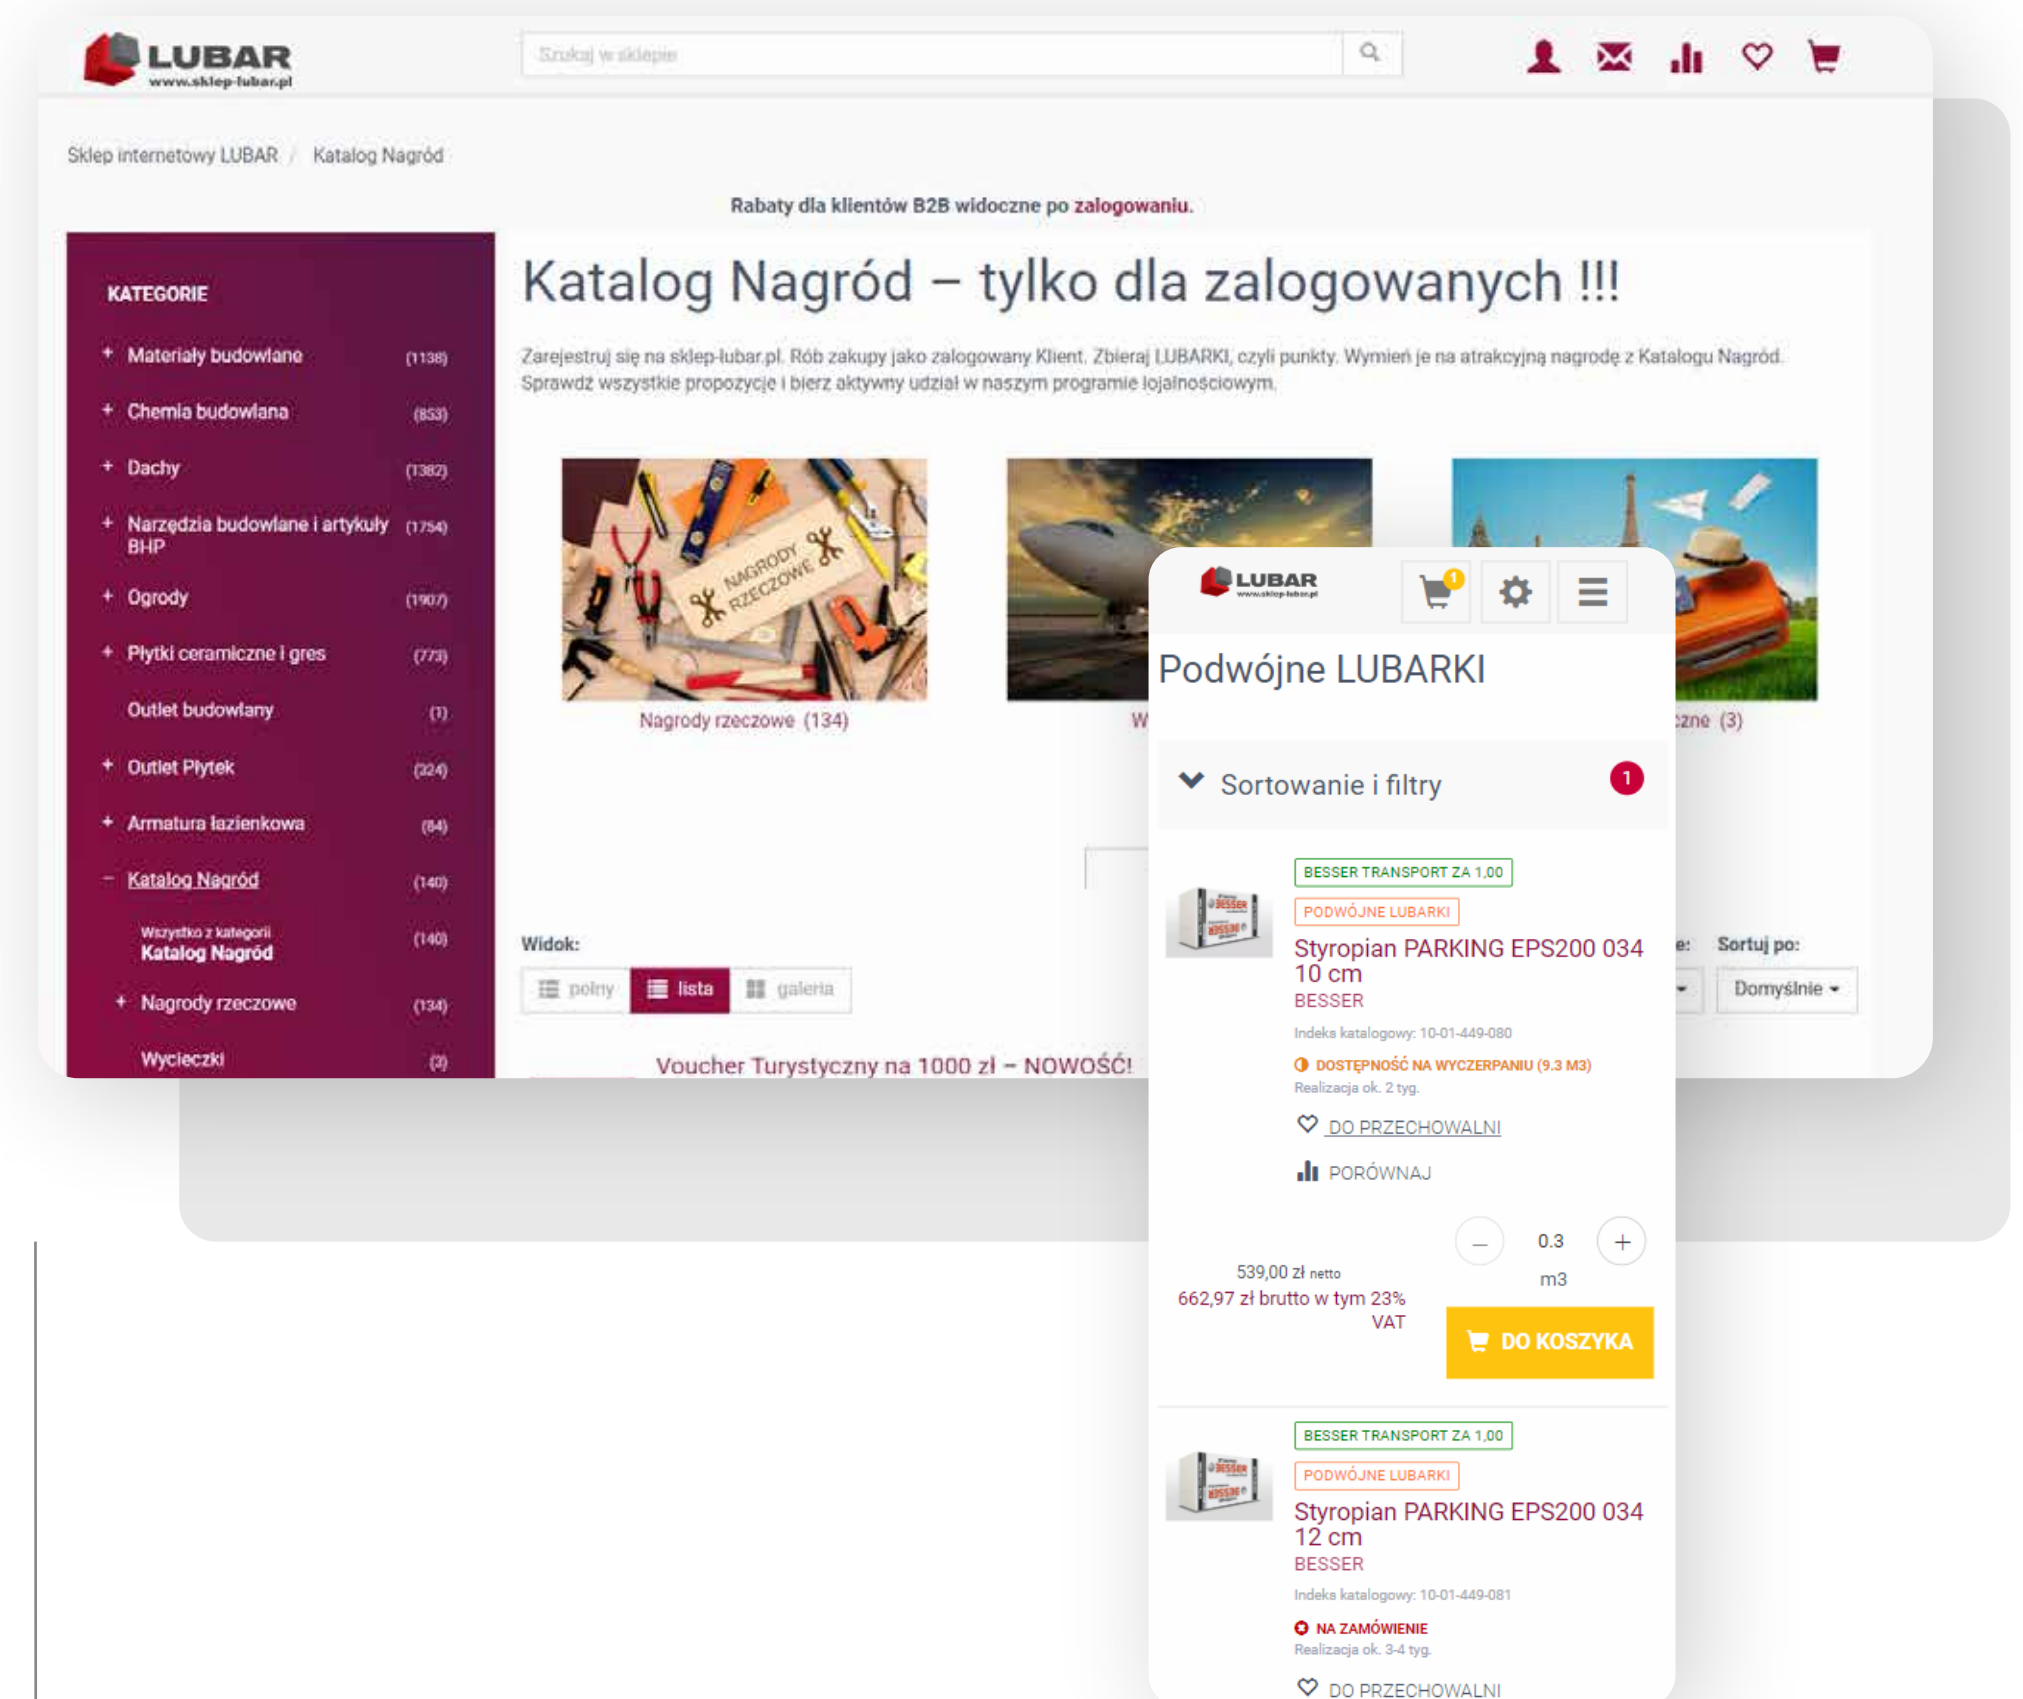 LUBAR
www.sklep-lubar.pl
Szukaj w sklepie
Sklep internetowy LUBAR / Katalog Nagród
Rabaty dla klientów B2B widoczne po zalogowaniu.
KATEGORIE
+ Materiały budowlane (1138)
+ Chemia budowlana (853)
+ Dachy (1382)
+ Narzędzia budowlane i artykuły (1754)
BHP
+ Ogrody (1907)
+ Płytki ceramiczne i gres (773)
Outlet budowlany (1)
+ Outlet Płytek (324)
+ Armatura łazienkowa (84)
− Katalog Nagród (140)
Wszystko z kategorii
Katalog Nagród (140)
+ Nagrody rzeczowe (134)
Wycieczki (3)
Katalog Nagród – tylko dla zalogowanych !!!
Zarejestruj się na sklep-lubar.pl. Rób zakupy jako zalogowany Klient. Zbieraj LUBARKI, czyli punkty. Wymień je na atrakcyjną nagrodę z Katalogu Nagród.
Sprawdź wszystkie propozycje i bierz aktywny udział w naszym programie lojalnościowym.
NAGRODY
RZECZOWE
Nagrody rzeczowe (134)
W
zne (3)
Widok:
pełny lista galeria
e: Sortuj po:
Domyślnie
Voucher Turystyczny na 1000 zł – NOWOŚĆ!
LUBAR
www.sklep-lubar.pl
1
Podwójne LUBARKI
Sortowanie i filtry 1
BESSER TRANSPORT ZA 1,00
PODWÓJNE LUBARKI
BESSER
BESSER
Styropian PARKING EPS200 034
10 cm
BESSER
Indeks katalogowy: 10-01-449-080
DOSTĘPNOŚĆ NA WYCZERPANIU (9.3 M3)
Realizacja ok. 2 tyg.
DO PRZECHOWALNI
PORÓWNAJ
– 0.3 +
m3
539,00 zł netto
662,97 zł brutto w tym 23%
VAT
DO KOSZYKA
BESSER TRANSPORT ZA 1,00
PODWÓJNE LUBARKI
BESSER
BESSER
Styropian PARKING EPS200 034
12 cm
BESSER
Indeks katalogowy: 10-01-449-081
NA ZAMÓWIENIE
Realizacja ok. 3-4 tyg.
DO PRZECHOWALNI